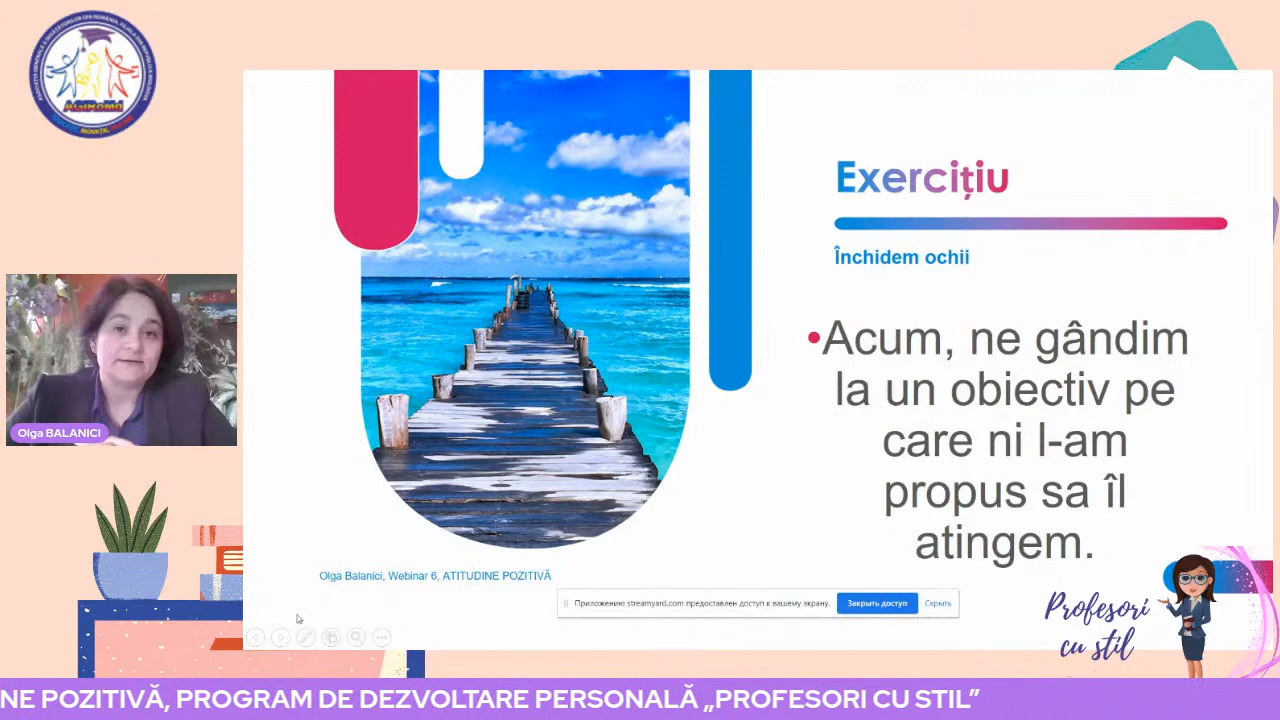 AGIRoMd
Exercițiu
Închidem ochii
•Acum, ne gândim
la un obiectiv pe
care ni l-am
propus sa îl
atingem.
Olga BALANICI
Olga Balanici, Webinar 6, ATITUDINE POZITIVĂ
Приложению streamyard.com предоставлен доступ к вашему экрану.
Закрыть доступ
Скрыть
Profesori
cu stil
NE POZITIVĂ, PROGRAM DE DEZVOLTARE PERSONALĂ „PROFESORI CU STIL”